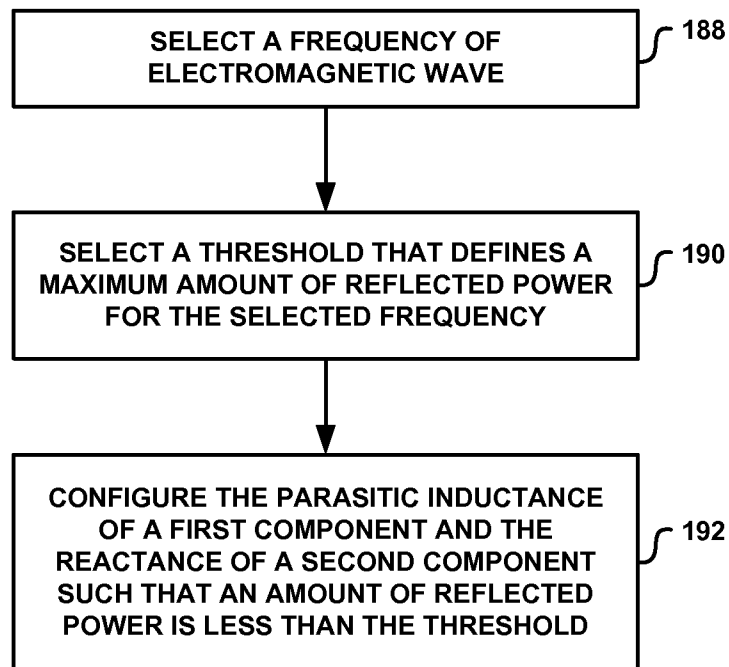 SELECT A FREQUENCY OF
ELECTROMAGNETIC WAVE
188
SELECT A THRESHOLD THAT DEFINES A
MAXIMUM AMOUNT OF REFLECTED POWER
FOR THE SELECTED FREQUENCY
190
CONFIGURE THE PARASITIC INDUCTANCE
OF A FIRST COMPONENT AND THE
REACTANCE OF A SECOND COMPONENT
SUCH THAT AN AMOUNT OF REFLECTED
POWER IS LESS THAN THE THRESHOLD
192